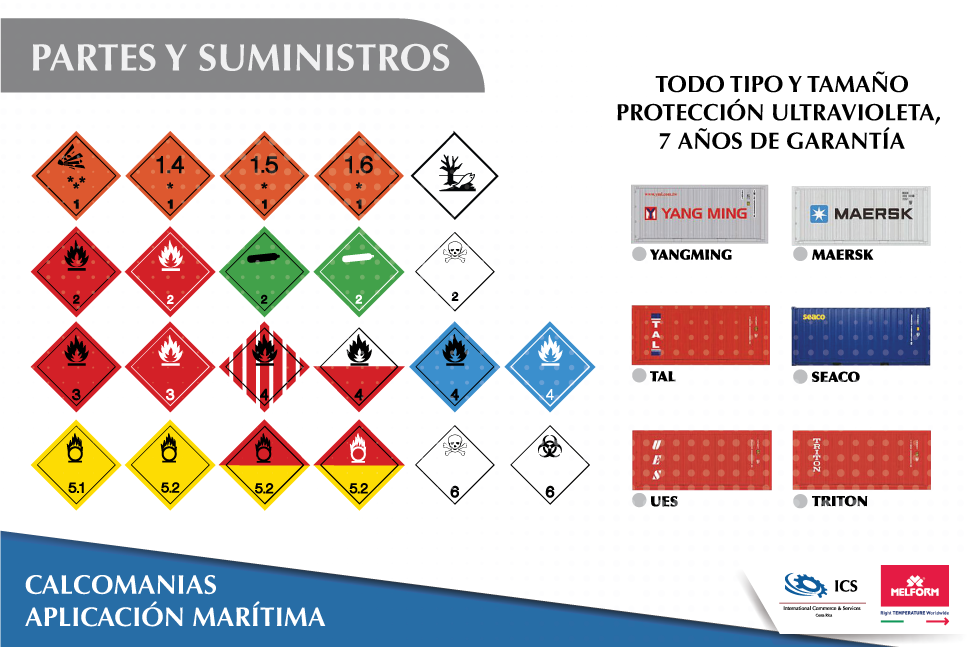 PARTES Y SUMINISTROS
TODO TIPO Y TAMAÑO
PROTECCIÓN ULTRAVIOLETA,
7 AÑOS DE GARANTÍA
1
1.4
*
1
1.5
*
1
1.6
*
1
2
2
2
2
2
3
3
4
4
4
4
5.1
5.2
5.2
5.2
6
6
YANG MING
YANGMING
MAERSK
MAERSK
TAL
TAL
seaco
SEACO
UES
UES
TRITON
TRITON
CALCOMANIAS
APLICACIÓN MARÍTIMA
ICS
International Commerce & Services
Costa Rica
MELFORM
Right TEMPERATURE Worldwide